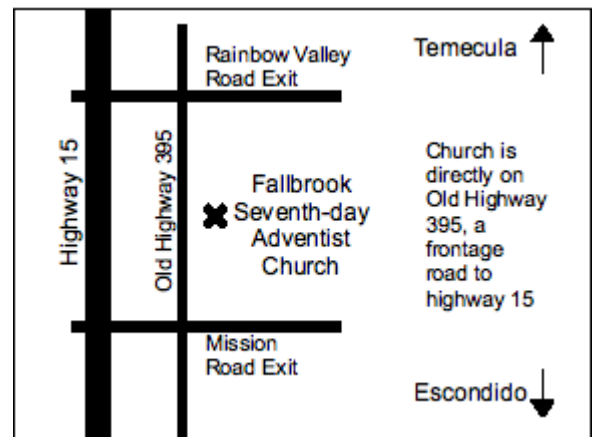 Rainbow Valley
Road Exit
Temecula
Highway 15
Old Highway 395
Fallbrook
Seventh-day
Adventist
Church
Church is
directly on
Old Highway
395, a
frontage
road to
highway 15
Mission
Road Exit
Escondido